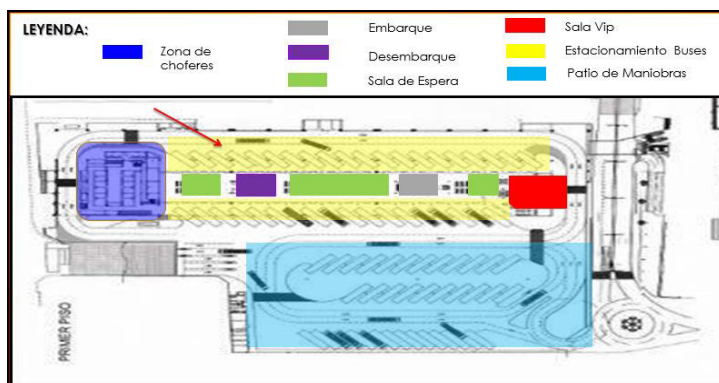 LEYENDA:
Zona de
choferes
Embarque
Desembarque
Sala de Espera
Sala Vip
Estacionamiento Buses
Patio de Maniobras
PRIMER PISO